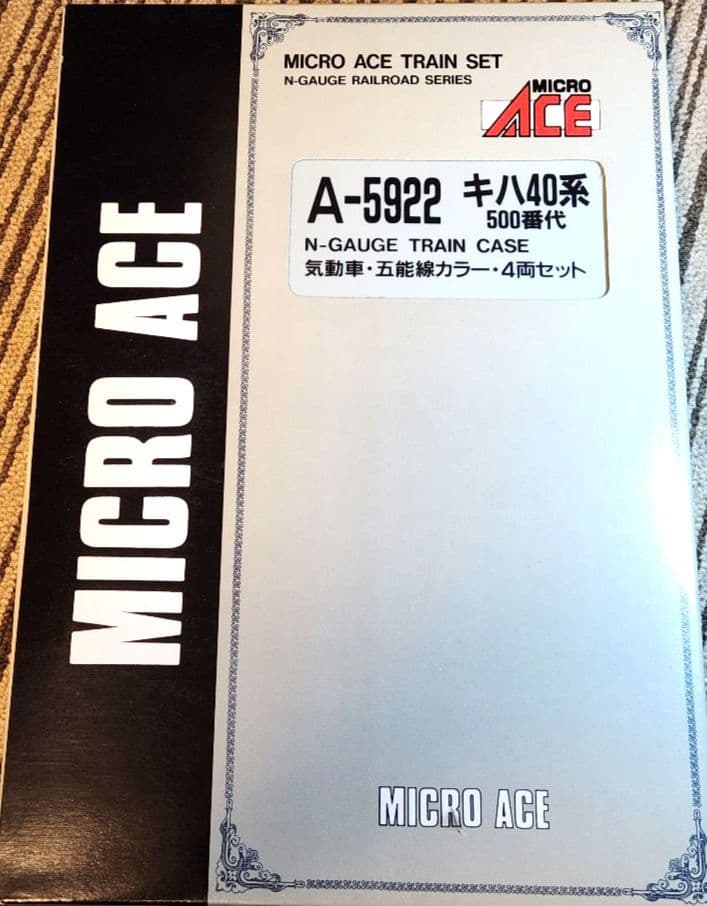 MICRO ACE
MICRO ACE TRAIN SET
N-GAUGE RAILROAD SERIES
MICRO
ACE
A-5922 キハ40系
500番代
N-GAUGE TRAIN CASE
気動車・五能線カラー・4両セット
MICRO ACE